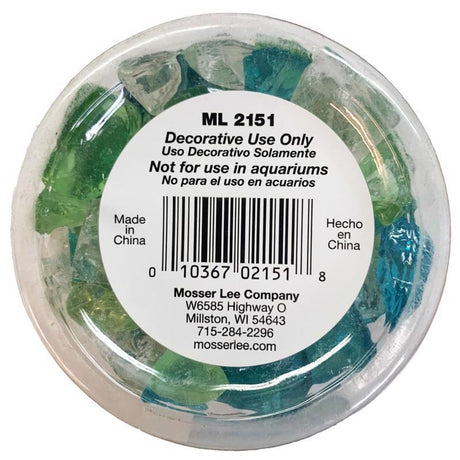 ML 2151
Decorative Use Only
Uso Decorativo Solamente
Not for use in aquariums
No para el uso en acuarios
Made in China
Hecho en China
0 10367 02151 8
Mosser Lee Company
W6585 Highway O
Millston, WI 54643
715-284-2296
mosserlee.com